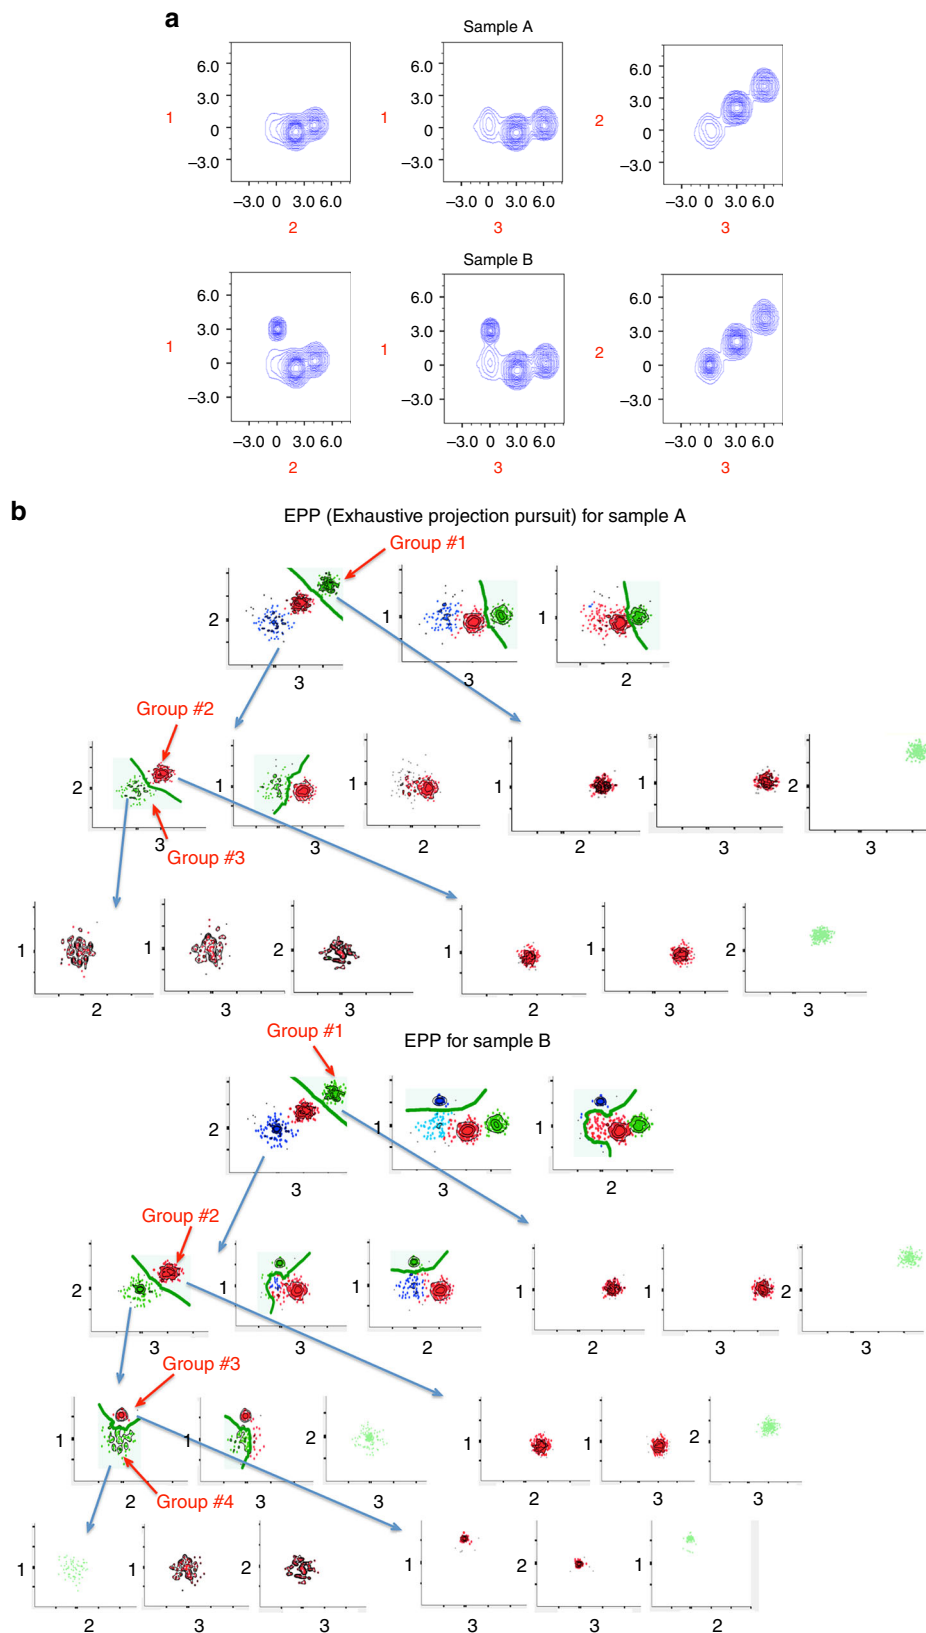 a
Sample A
6.0 6.0 6.0
3.0 3.0 3.0
1 1 2
0 0 0
–3.0 –3.0 –3.0
–3.0 0 3.0 6.0 –3.0 0 3.0 6.0 –3.0 0 3.0 6.0
2 3 3
Sample B
6.0 6.0 6.0
3.0 3.0 3.0
1 1 2
0 0 0
–3.0 –3.0 –3.0
–3.0 0 3.0 6.0 –3.0 0 3.0 6.0 –3.0 0 3.0 6.0
2 3 3
b
EPP (Exhaustive projection pursuit) for sample A
Group #1
2 1 1
3 3 2
Group #2
2 1 1 1 1 2
3 3 2 2 3 3
Group #3
1 1 2 1 1 2
2 3 3 2 3 3
Group #1
EPP for sample B
2 1 1
3 3 2
Group #2
2 1 1 1 1 2
3 3 2 2 3 3
Group #3
1 1 2 1 1 2
2 3 3 2 3 3
Group #4
1 1 2 1 2 1
2 3 3 3 3 2